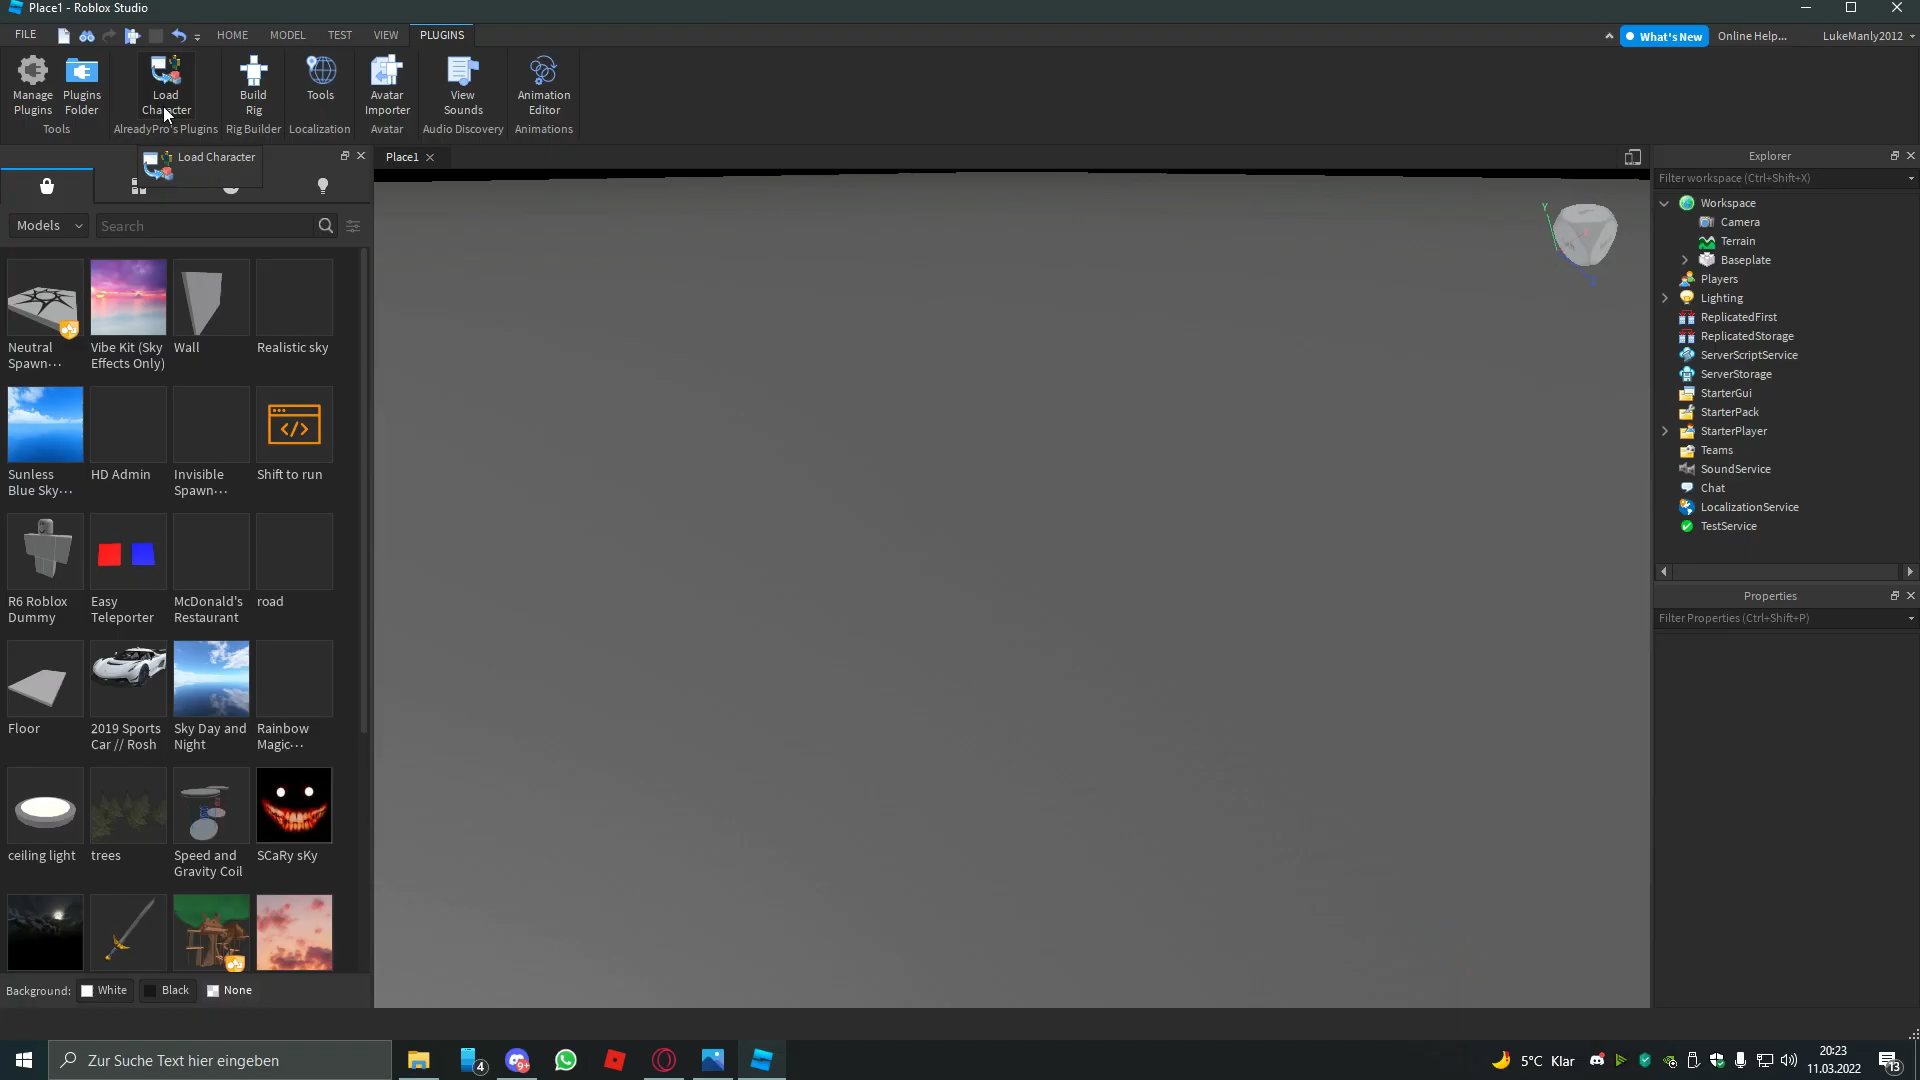 Place1 - Roblox Studio
FILE
HOME
MODEL
TEST
VIEW
PLUGINS
What's New
Online Help...
LukeManly2012
Manage
Plugins
Plugins
Folder
Load
Character
Build
Rig
Tools
Avatar
Importer
View
Sounds
Animation
Editor
Tools
AlreadyPro's Plugins
Rig Builder
Localization
Avatar
Audio Discovery
Animations
Load Character
Place1
Models
Search
Neutral
Spawn...
Vibe Kit (Sky
Effects Only)
Wall
Realistic sky
Sunless
Blue Sky...
HD Admin
Invisible
Spawn...
Shift to run
R6 Roblox
Dummy
Easy
Teleporter
McDonald's
Restaurant
road
Floor
2019 Sports
Car // Rosh
Sky Day and
Night
Rainbow
Magic...
ceiling light
trees
Speed and
Gravity Coil
SCaRy sKy
Background:
White
Black
None
Y
Explorer
Filter workspace (Ctrl+Shift+X)
Workspace
Camera
Terrain
Baseplate
Players
Lighting
ReplicatedFirst
ReplicatedStorage
ServerScriptService
ServerStorage
StarterGui
StarterPack
StarterPlayer
Teams
SoundService
Chat
LocalizationService
TestService
Properties
Filter Properties (Ctrl+Shift+P)
Zur Suche Text hier eingeben
4
9+
5°C Klar
20:23
11.03.2022
13